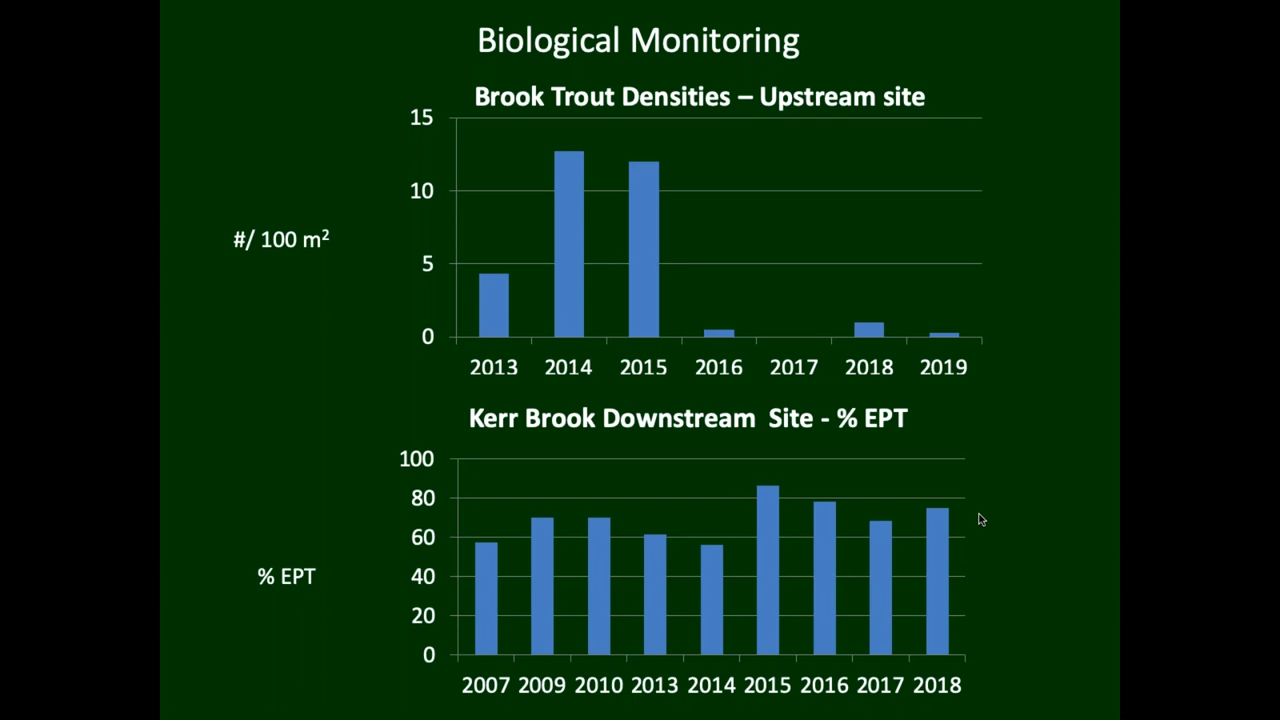 Biological Monitoring
Brook Trout Densities – Upstream site
15
10
#/ 100 m²
5
0
2013 2014 2015 2016 2017 2018 2019
Kerr Brook Downstream Site - % EPT
100
80
60
% EPT
40
20
0
2007 2009 2010 2013 2014 2015 2016 2017 2018